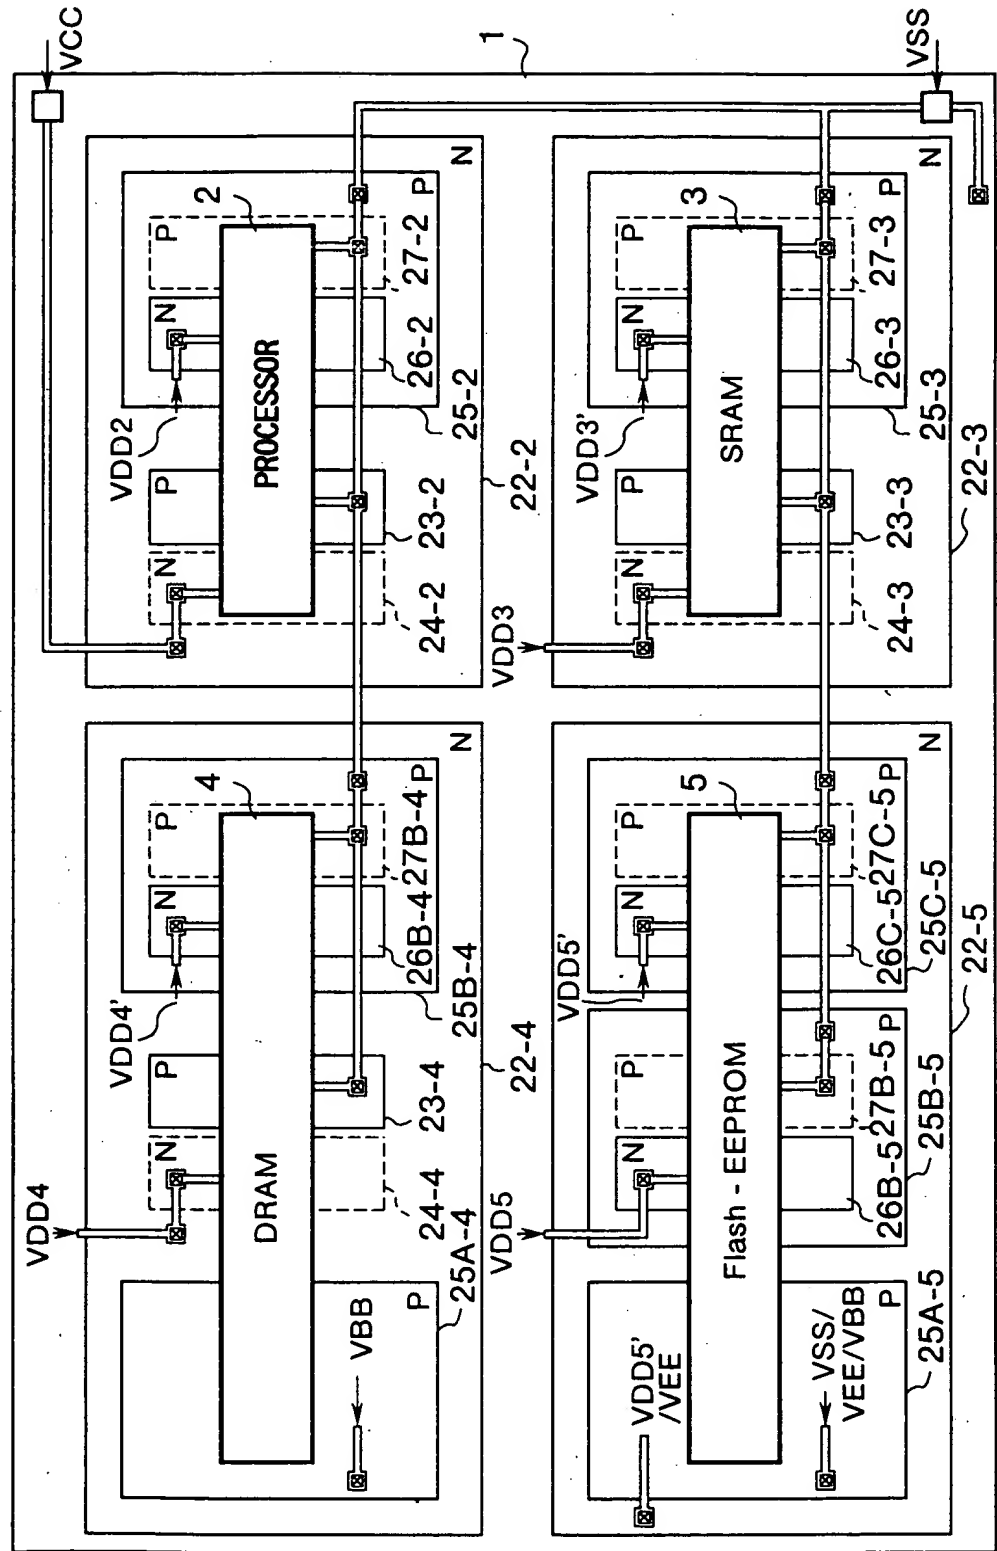 VCC
1
VSS
N
P
P
2
27-2
N
26-2
VDD2
25-2
PROCESSOR
22-2
P
23-2
N
24-2
N
P
P
3
27-3
N
26-3
VDD3'
25-3
SRAM
22-3
P
23-3
N
24-3
VDD3
N
P
P
4
27B-4
N
26B-4
VDD4'
25B-4
22-4
P
23-4
DRAM
N
24-4
VDD4
25A-4
P
VBB
N
P
P
5
27C-5
N
26C-5
25C-5
VDD5'
22-5
P
27B-5
Flash - EEPROM
N
26B-5
25B-5
VDD5
25A-5
P
VDD5'
/VEE
VSS/
VEE/VBB